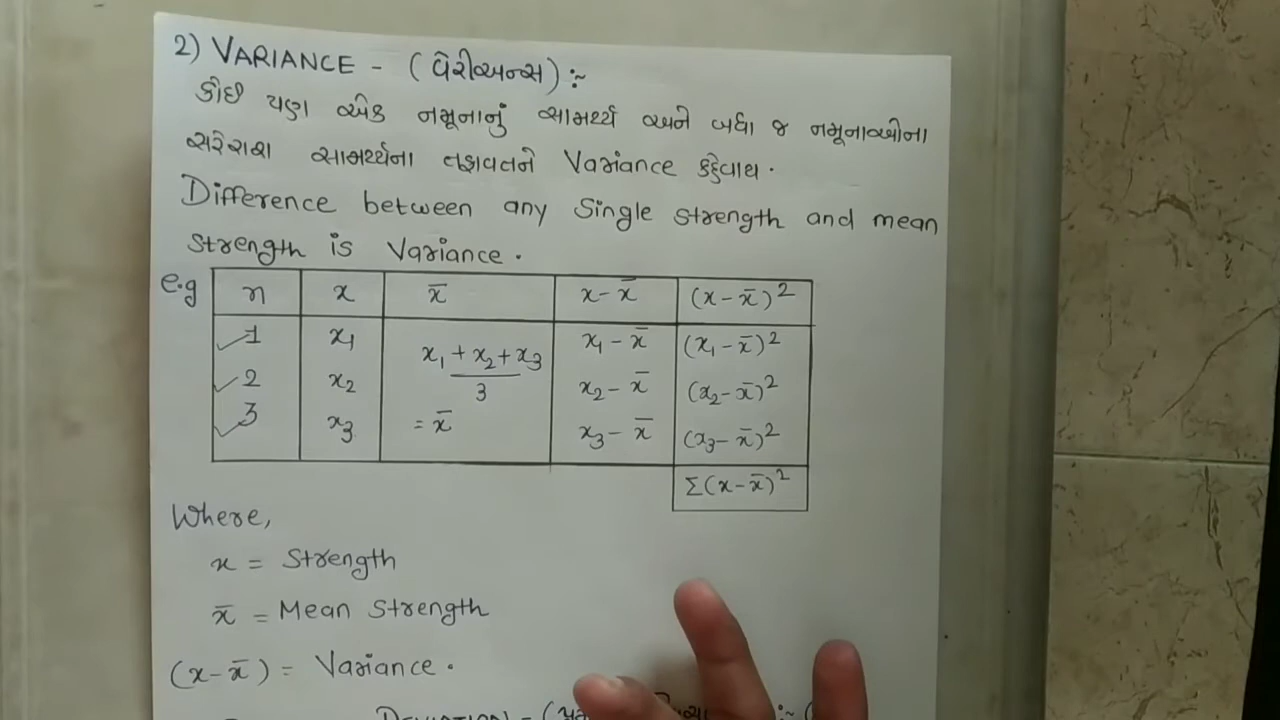 2) VARIANCE - (વેરીઅન્સ) :-
કોઈ પણ એક નમૂનાનું સામર્થ્ય અને બધા જ નમૂનાઓના
સરેરાશ સામર્થ્યના તફાવતને Variance કહેવાય.
Difference between any Single Strength and mean
Strength is Variance.
e.g n x x̄ x-x̄ (x-x̄)²
1 x₁ x₁+x₂+x₃ x₁-x̄ (x₁-x̄)²
2 x₂ 3 x₂-x̄ (x₂-x̄)²
3 x₃ = x̄ x₃-x̄ (x₃-x̄)²
Σ(x-x̄)²
Where,
x = Strength
x̄ = Mean Strength
(x-x̄) = Variance.
DEVIATION - (